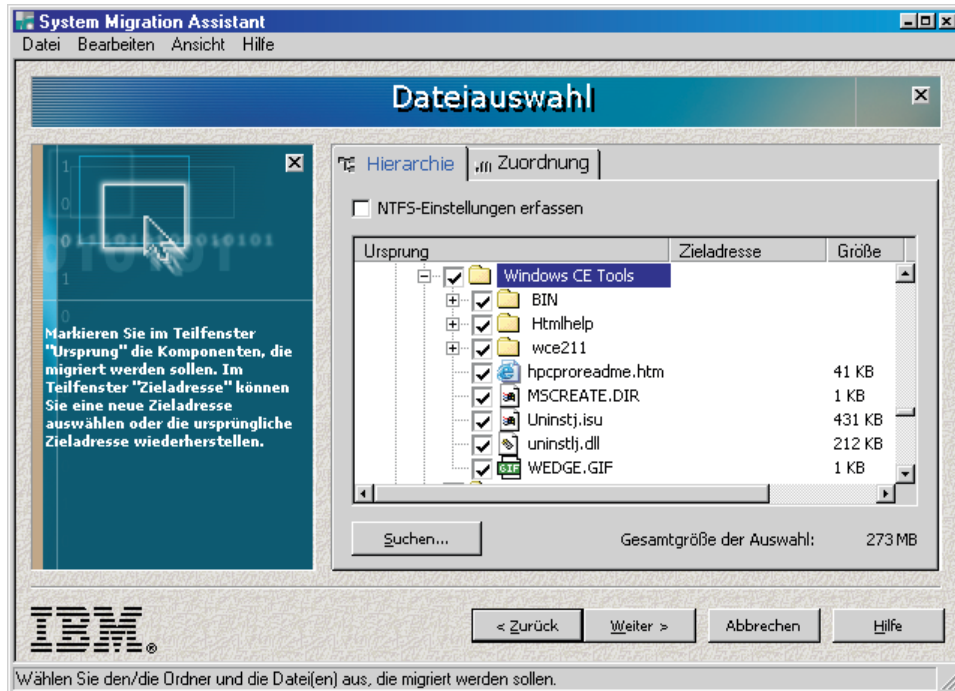 System Migration Assistant
Datei Bearbeiten Ansicht Hilfe
Dateiauswahl
Markieren Sie im Teilfenster
"Ursprung" die Komponenten, die
migriert werden sollen. Im
Teilfenster "Zieladresse" können
Sie eine neue Zieladresse
auswählen oder die ursprüngliche
Zieladresse wiederherstellen.
Hierarchie Zuordnung
NTFS-Einstellungen erfassen
Ursprung Zieladresse Größe
Windows CE Tools
BIN
Htmlhelp
wce211
hpcproreadme.htm 41 KB
MSCREATE.DIR 1 KB
Uninstj.isu 431 KB
uninstlj.dll 212 KB
GIF WEDGE.GIF 1 KB
Suchen... Gesamtgröße der Auswahl: 273 MB
IBM®
< Zurück Weiter > Abbrechen Hilfe
Wählen Sie den/die Ordner und die Datei(en) aus, die migriert werden sollen.